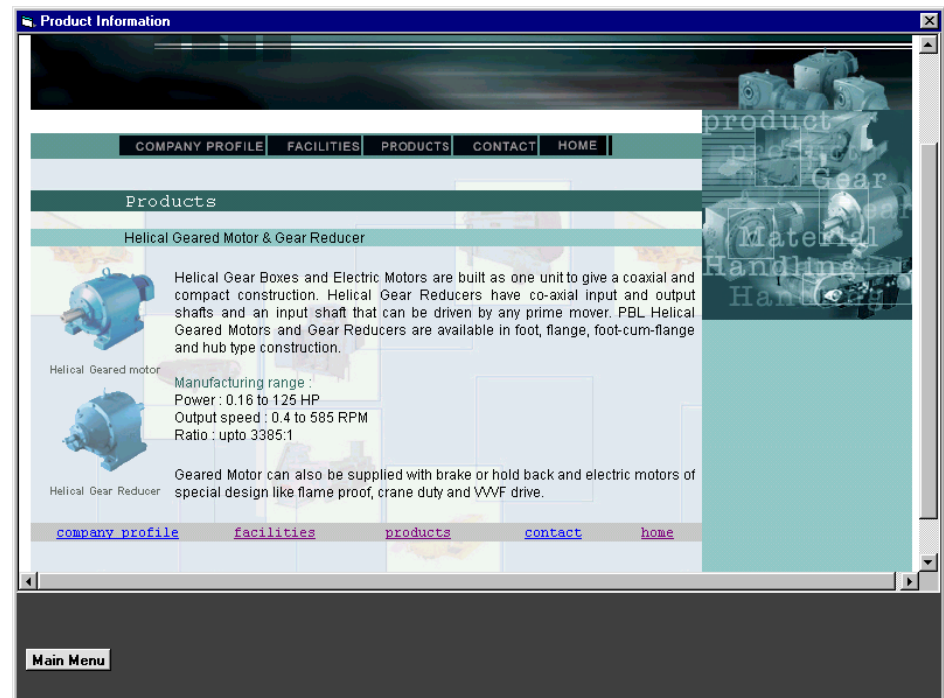 Product Information
COMPANY PROFILE FACILITIES PRODUCTS CONTACT HOME
product
product
Gear
Gear
Material
Handling
Handling
Products
Helical Geared Motor & Gear Reducer
Helical Gear Boxes and Electric Motors are built as one unit to give a coaxial and
compact construction. Helical Gear Reducers have co-axial input and output
shafts and an input shaft that can be driven by any prime mover. PBL Helical
Geared Motors and Gear Reducers are available in foot, flange, foot-cum-flange
and hub type construction.
Helical Geared motor
Manufacturing range :
Power : 0.16 to 125 HP
Output speed : 0.4 to 585 RPM
Ratio : upto 3385:1
Helical Gear Reducer
Geared Motor can also be supplied with brake or hold back and electric motors of
special design like flame proof, crane duty and VVVF drive.
company profile facilities products contact home
Main Menu